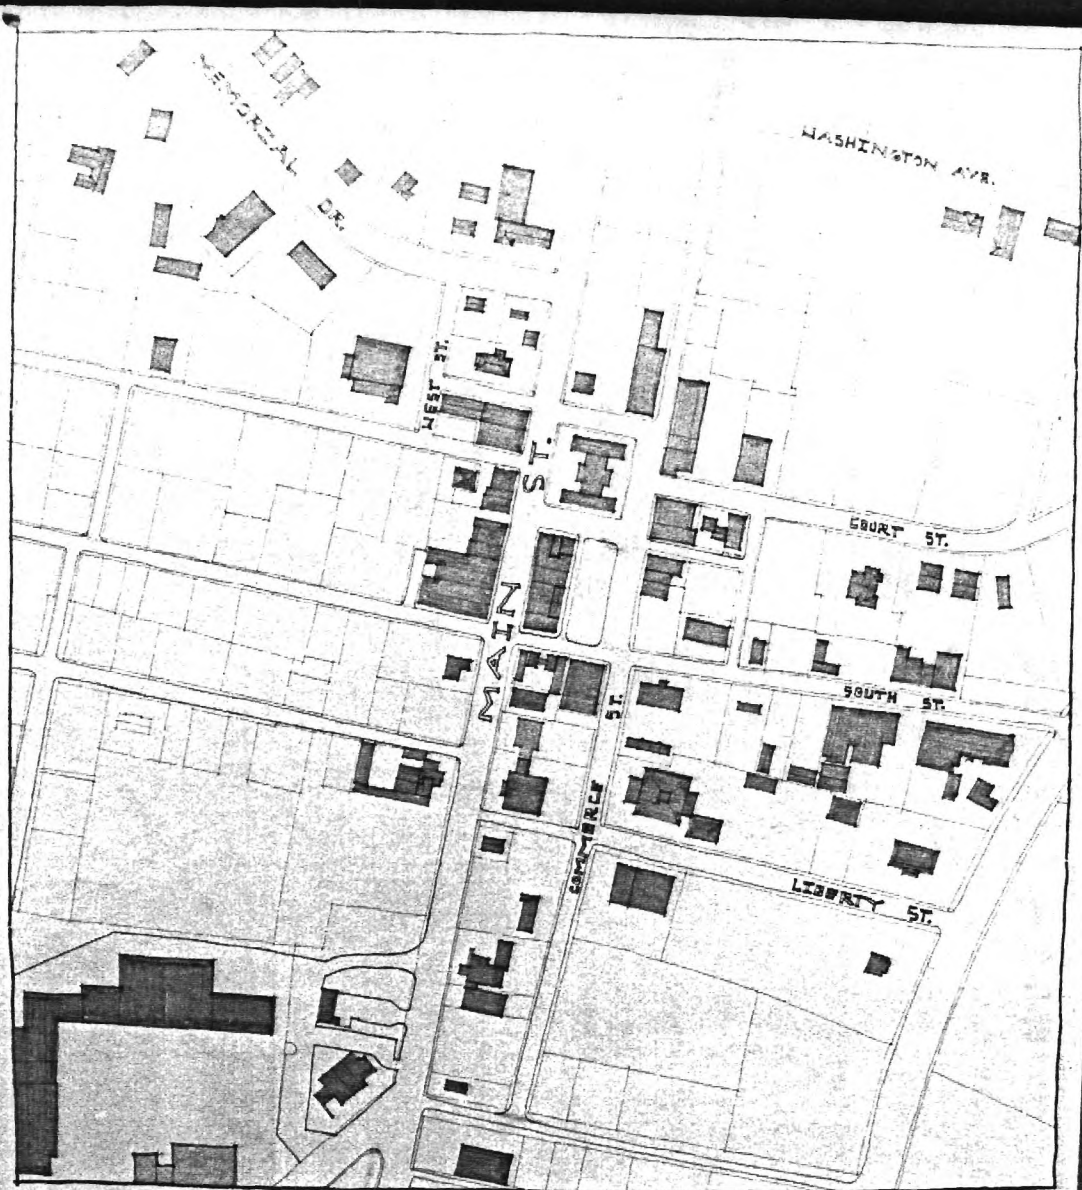 MEMORIAL DR.
WASHINGTON AVE.
WEST ST.
MAIN ST.
COURT ST.
SOUTH ST.
COMMERCE ST.
LIBERTY ST.